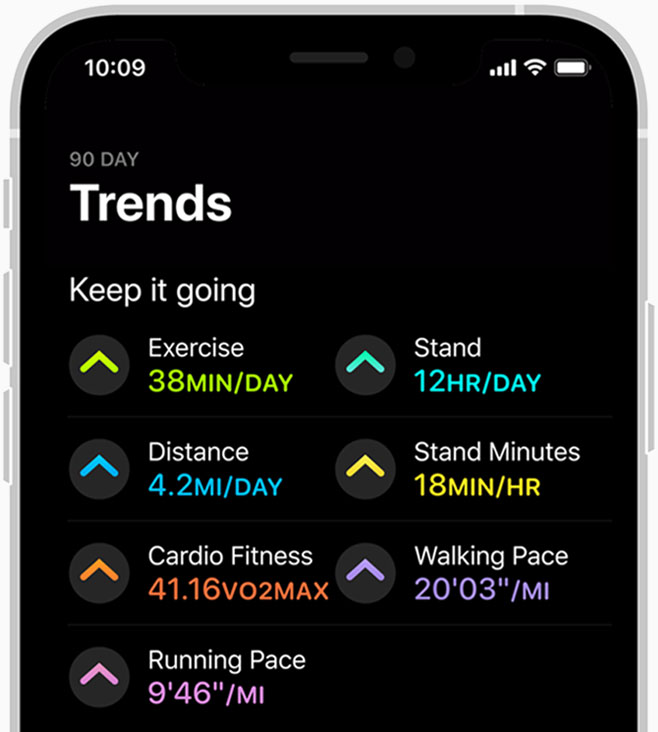 10:09
90 DAY
Trends
Keep it going
Exercise
38MIN/DAY
Stand
12HR/DAY
Distance
4.2MI/DAY
Stand Minutes
18MIN/HR
Cardio Fitness
41.16VO2MAX
Walking Pace
20'03"/MI
Running Pace
9'46"/MI